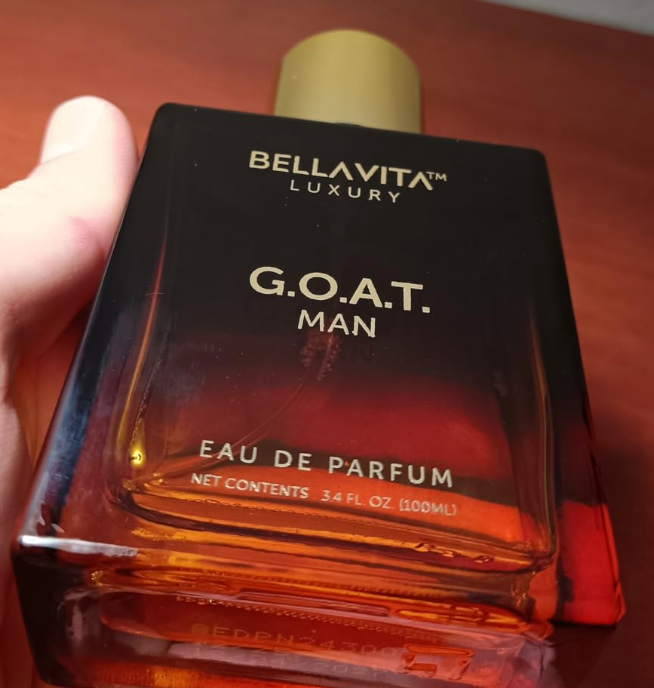 BELLAVITA™
LUXURY
G.O.A.T.
MAN
EAU DE PARFUM
NET CONTENTS 3.4 FL. OZ. (100ML)